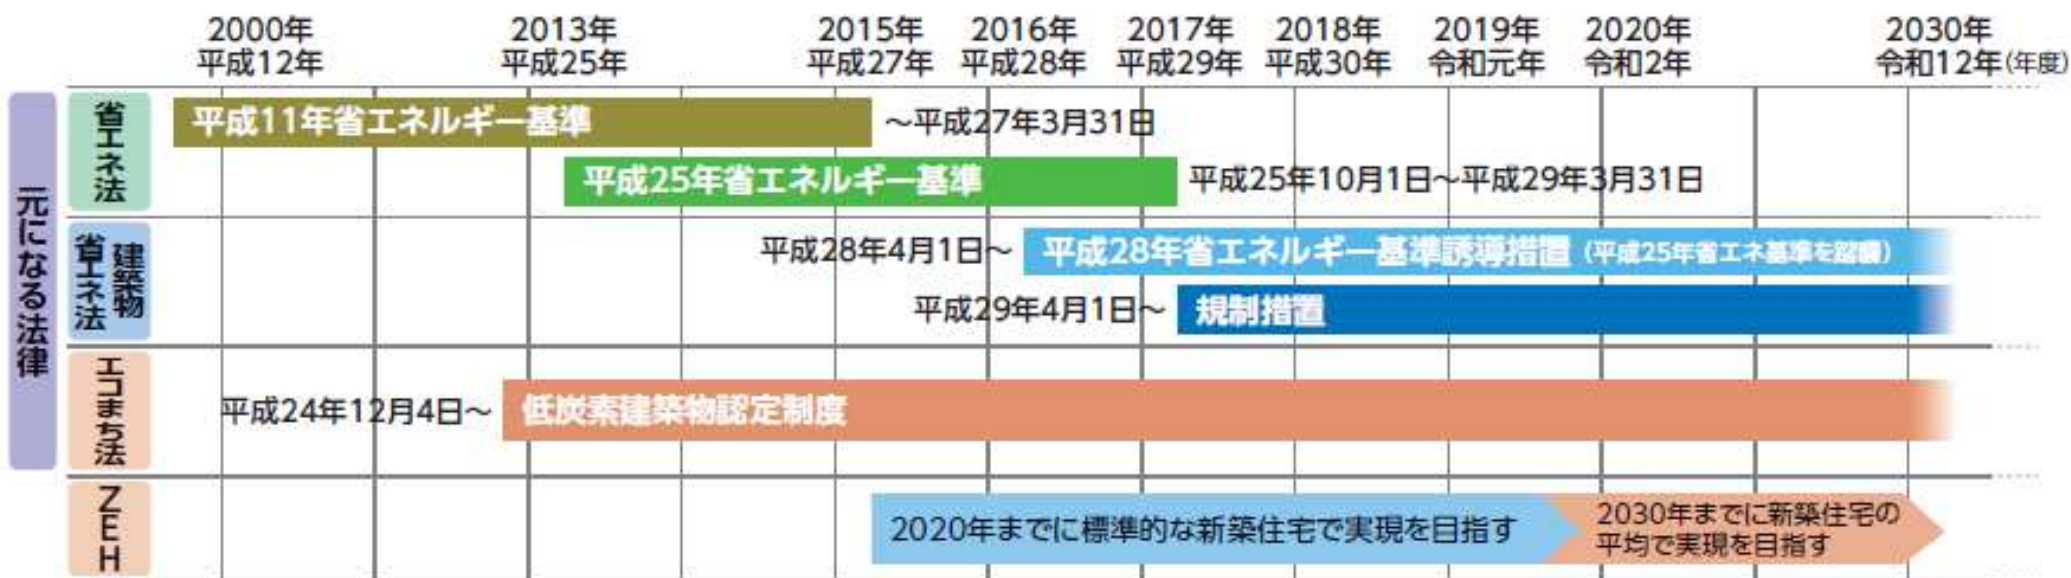 2000年 2013年 2015年 2016年 2017年 2018年 2019年 2020年 2030年
平成12年 平成25年 平成27年 平成28年 平成29年 平成30年 令和元年 令和2年 令和12年(年度)
元になる法律
省エネ法
平成11年省エネルギー基準 〜平成27年3月31日
平成25年省エネルギー基準 平成25年10月1日〜平成29年3月31日
建築物
省エネ法
平成28年4月1日〜 平成28年省エネルギー基準誘導措置(平成25年省エネ基準を踏襲)
平成29年4月1日〜 規制措置
エコまち法
平成24年12月4日〜 低炭素建築物認定制度
ZEH
2020年までに標準的な新築住宅で実現を目指す
2030年までに新築住宅の
平均で実現を目指す